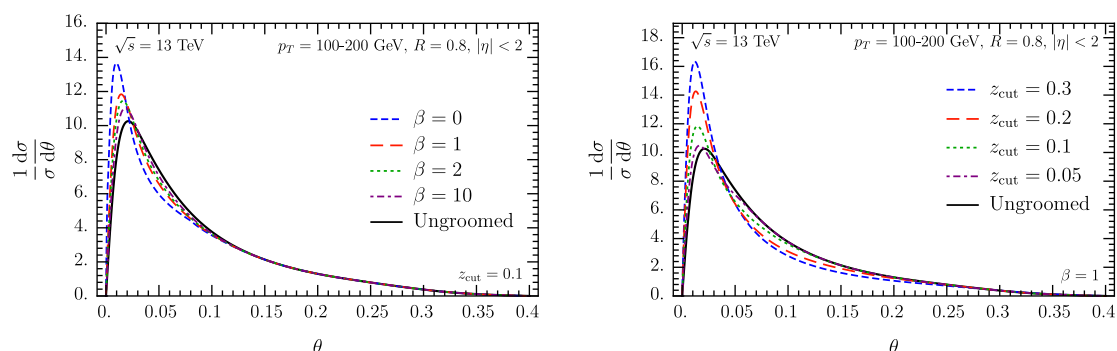 √s = 13 TeV
p_T = 100-200 GeV, R = 0.8, |η| < 2
16.
14.
12.
10.
8.
6.
4.
2.
0.
1/σ dσ/dθ
β = 0
β = 1
β = 2
β = 10
Ungroomed
z_cut = 0.1
0. 0.05 0.1 0.15 0.2 0.25 0.3 0.35 0.4
θ
√s = 13 TeV
p_T = 100-200 GeV, R = 0.8, |η| < 2
18.
16.
14.
12.
10.
8.
6.
4.
2.
0.
1/σ dσ/dθ
z_cut = 0.3
z_cut = 0.2
z_cut = 0.1
z_cut = 0.05
Ungroomed
β = 1
0. 0.05 0.1 0.15 0.2 0.25 0.3 0.35 0.4
θ